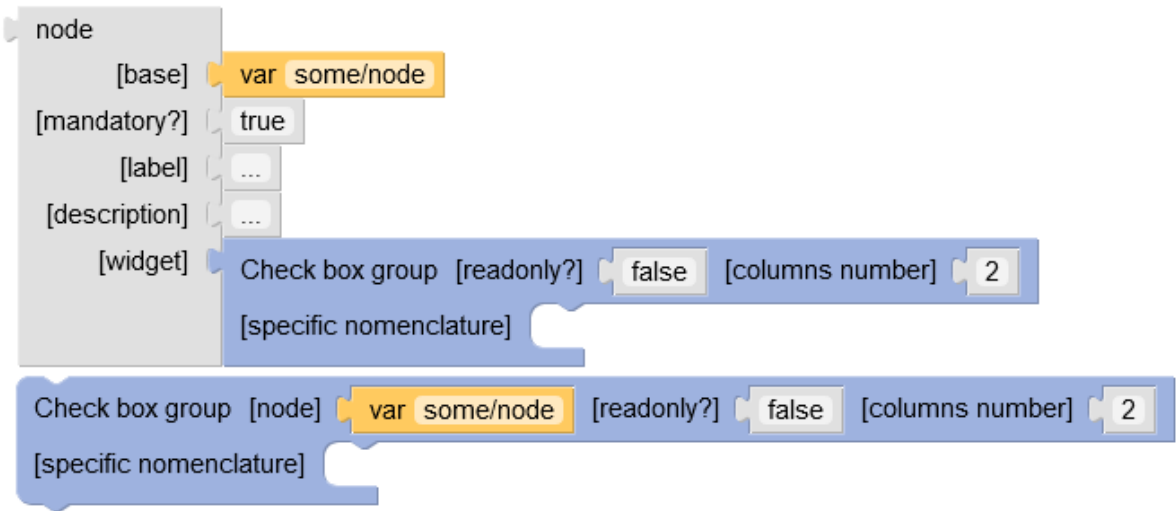 node
[base] var some/node
[mandatory?] true
[label] ...
[description] ...
[widget] Check box group [readonly?] false [columns number] 2
[specific nomenclature]
Check box group [node] var some/node [readonly?] false [columns number] 2
[specific nomenclature]